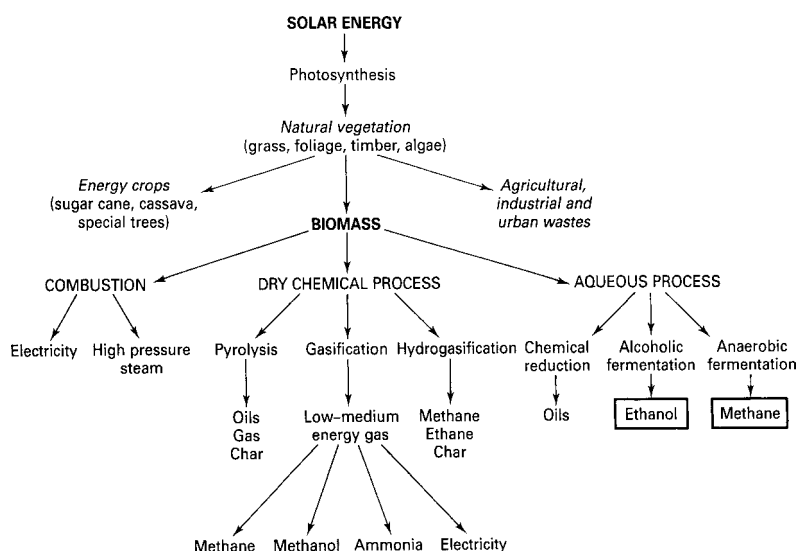 SOLAR ENERGY
Photosynthesis
Natural vegetation
(grass, foliage, timber, algae)
Energy crops
(sugar cane, cassava,
special trees)
Agricultural,
industrial and
urban wastes
BIOMASS
COMBUSTION
DRY CHEMICAL PROCESS
AQUEOUS PROCESS
Electricity
High pressure
steam
Pyrolysis
Gasification
Hydrogasification
Chemical
reduction
Alcoholic
fermentation
Anaerobic
fermentation
Oils
Gas
Char
Low–medium
energy gas
Methane
Ethane
Char
Oils
Ethanol
Methane
Methane
Methanol
Ammonia
Electricity